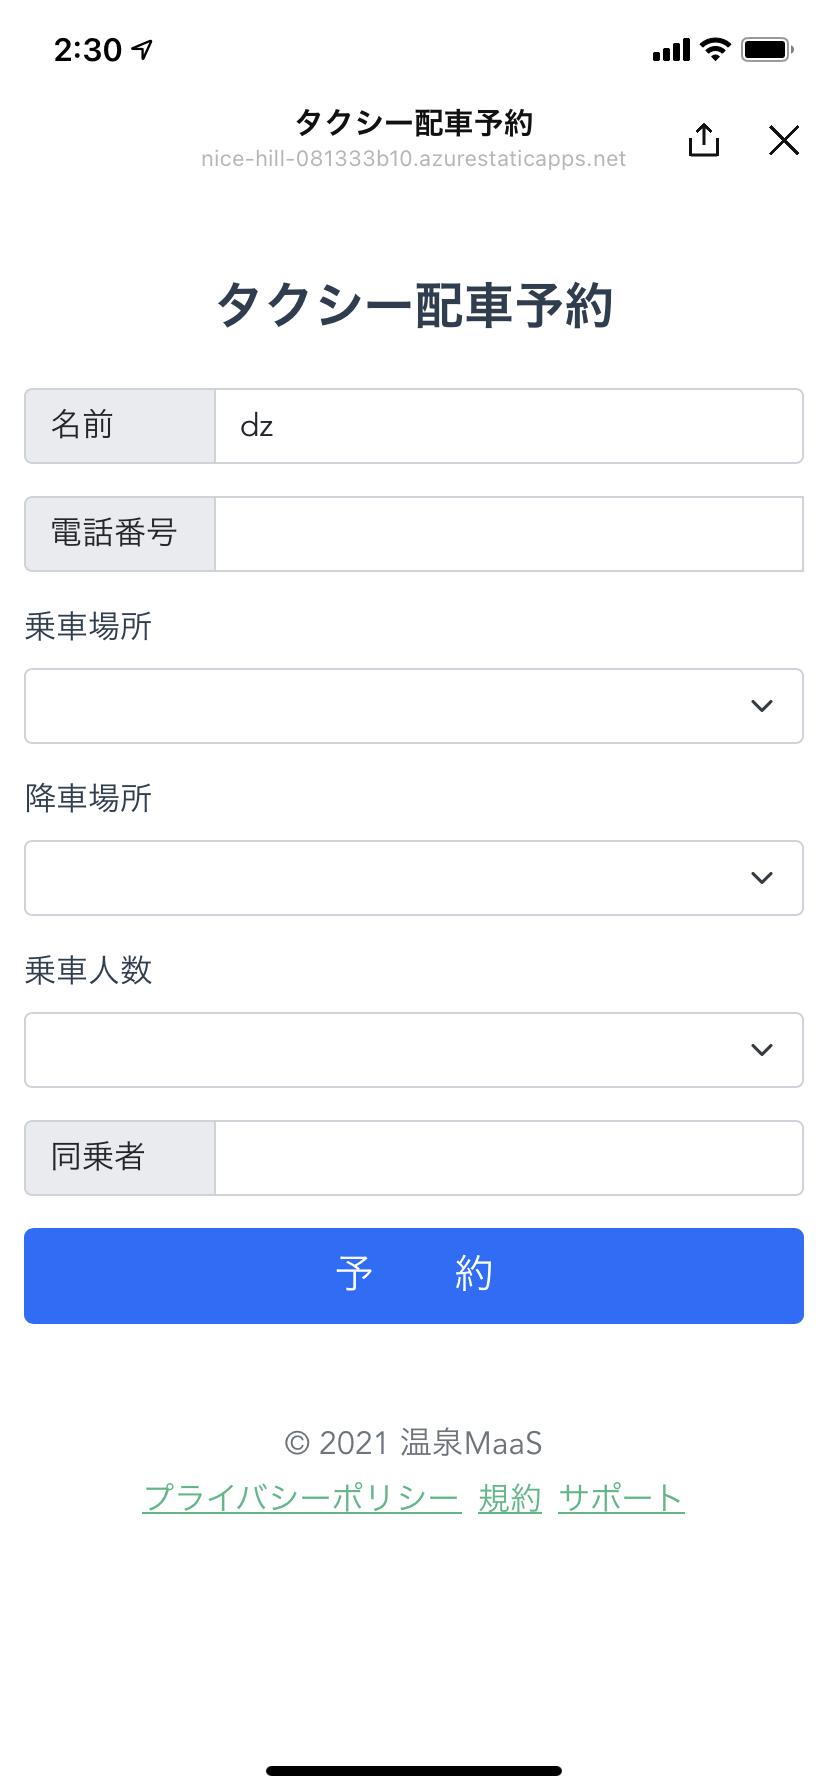 2:30
タクシー配車予約
nice-hill-081333b10.azurestaticapps.net
タクシー配車予約
名前 dz
電話番号
乗車場所
降車場所
乗車人数
同乗者
予　約
© 2021 温泉MaaS
プライバシーポリシー 規約 サポート